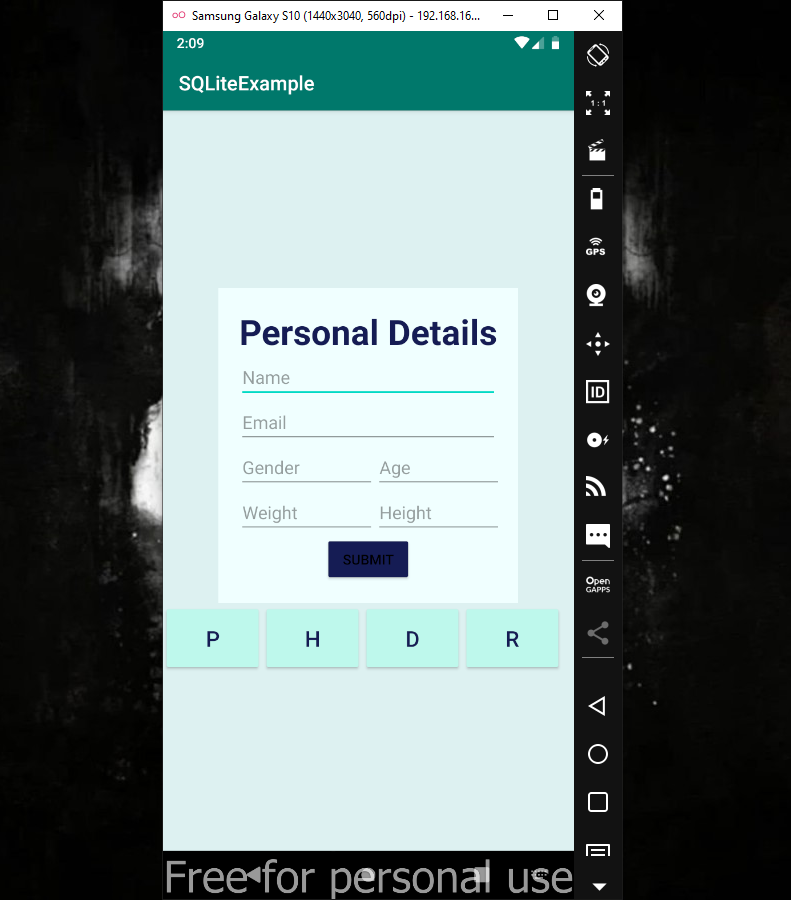 Samsung Galaxy S10 (1440x3040, 560dpi) - 192.168.16...
2:09
SQLiteExample
1 : 1
GPS
Personal Details
Name
Email
ID
Gender Age
Weight Height
SUBMIT
Open
GAPPS
P H D R
Free for personal use